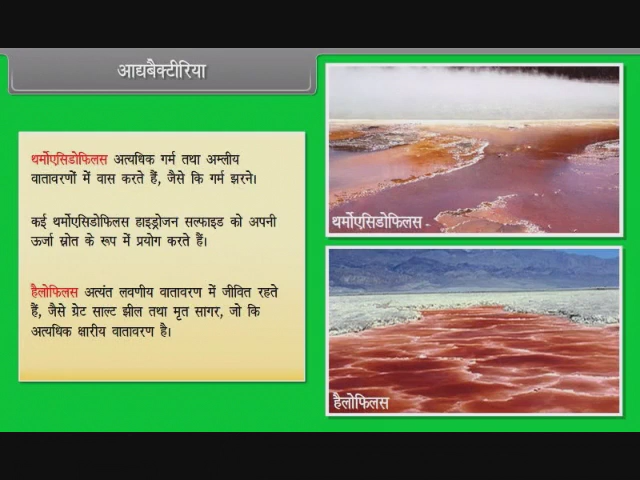 आद्यबैक्टीरिया
थर्मोएसिडोफिलस अत्यधिक गर्म तथा अम्लीय
वातावरणों में वास करते हैं, जैसे कि गर्म झरने।
कई थर्मोएसिडोफिलस हाइड्रोजन सल्फाइड को अपनी
ऊर्जा स्रोत के रूप में प्रयोग करते हैं।
हैलोफिलस अत्यंत लवणीय वातावरण में जीवित रहते
हैं, जैसे ग्रेट साल्ट झील तथा मृत सागर, जो कि
अत्यधिक क्षारीय वातावरण है।
थर्मोएसिडोफिलस
हैलोफिलस